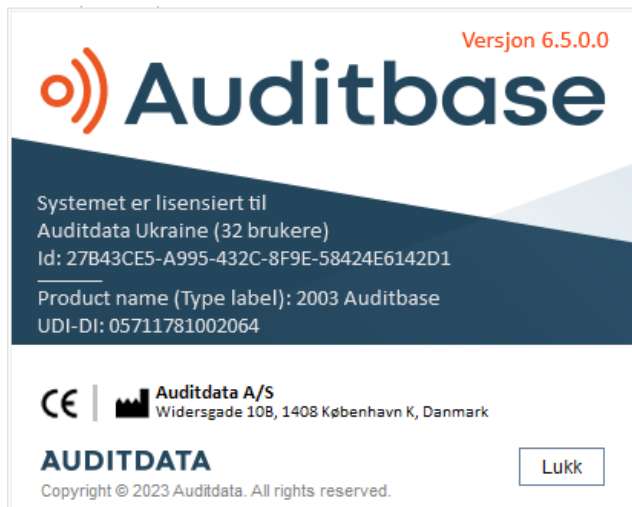 Versjon 6.5.0.0
Auditbase
Systemet er lisensiert til
Auditdata Ukraine (32 brukere)
Id: 27B43CE5-A995-432C-8F9E-58424E6142D1
Product name (Type label): 2003 Auditbase
UDI-DI: 05711781002064
CE
Auditdata A/S
Widersgade 10B, 1408 København K, Danmark
AUDITDATA
Lukk
Copyright © 2023 Auditdata. All rights reserved.